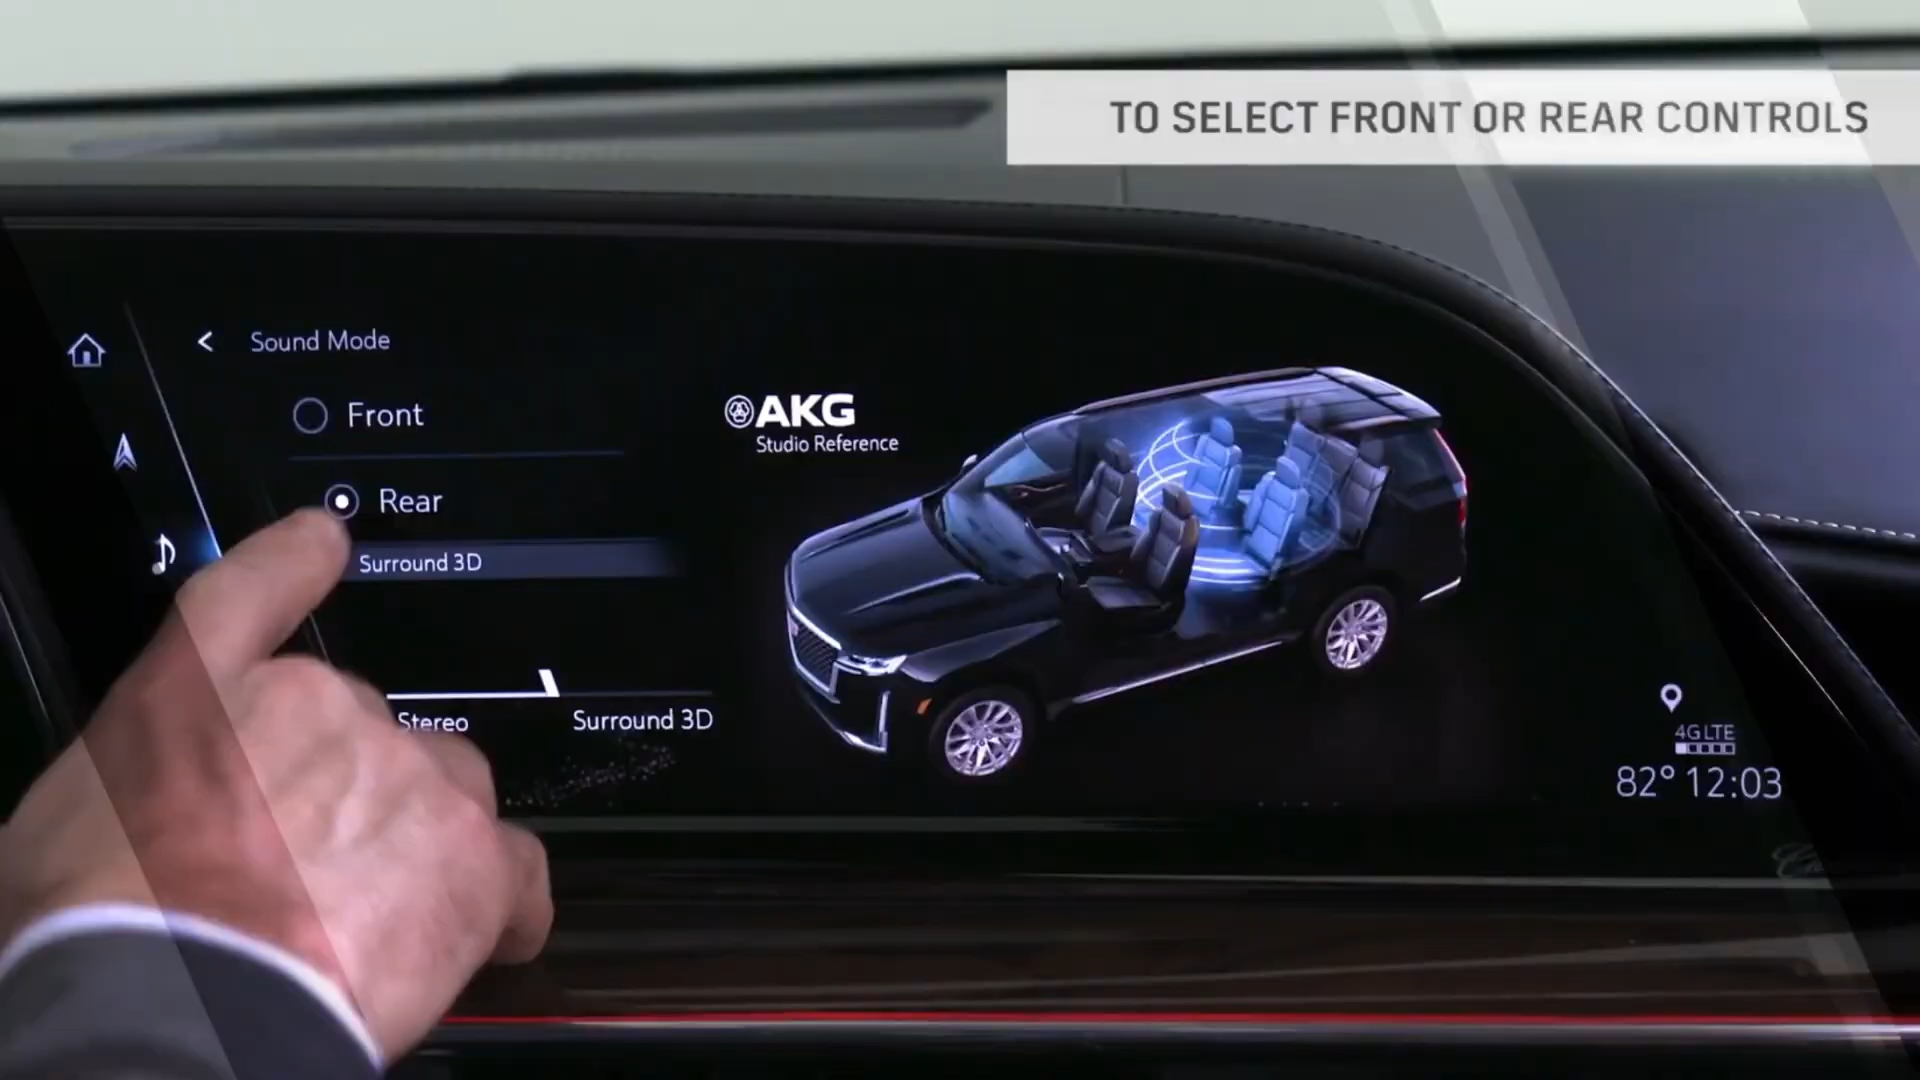 TO SELECT FRONT OR REAR CONTROLS
Sound Mode
Front
Rear
Surround 3D
Stereo
Surround 3D
AKG
Studio Reference
4G LTE
82° 12:03